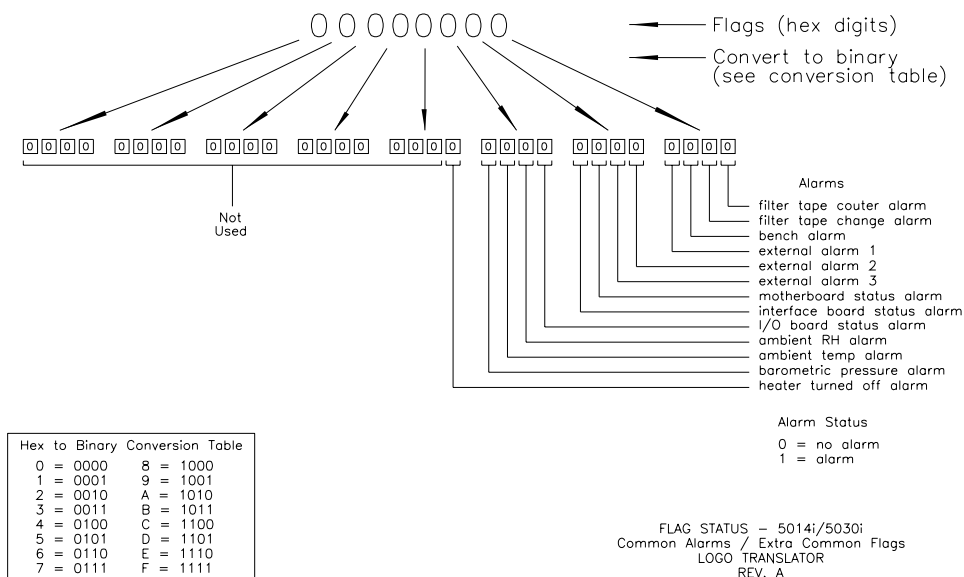 0 0 0 0 0 0 0 0
Flags (hex digits)
Convert to binary
(see conversion table)
0 0 0 0 0 0 0 0 0 0 0 0 0 0 0 0 0 0 0 0 0 0 0 0 0 0 0 0 0 0 0 0
Not
Used
Alarms
filter tape couter alarm
filter tape change alarm
bench alarm
external alarm 1
external alarm 2
external alarm 3
motherboard status alarm
interface board status alarm
I/O board status alarm
ambient RH alarm
ambient temp alarm
barometric pressure alarm
heater turned off alarm
Alarm Status
0 = no alarm
1 = alarm
Hex to Binary Conversion Table
0 = 0000 8 = 1000
1 = 0001 9 = 1001
2 = 0010 A = 1010
3 = 0011 B = 1011
4 = 0100 C = 1100
5 = 0101 D = 1101
6 = 0110 E = 1110
7 = 0111 F = 1111
FLAG STATUS - 5014i/5030i
Common Alarms / Extra Common Flags
LOGO TRANSLATOR
REV. A